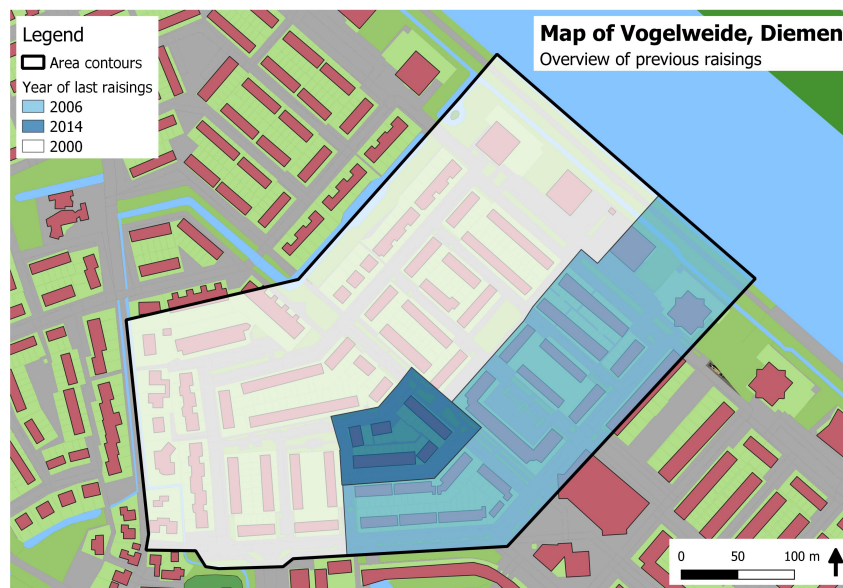 Map of Vogelweide, Diemen
Overview of previous raisings
Legend
Area contours
Year of last raisings
2006
2014
2000
0 50 100 m